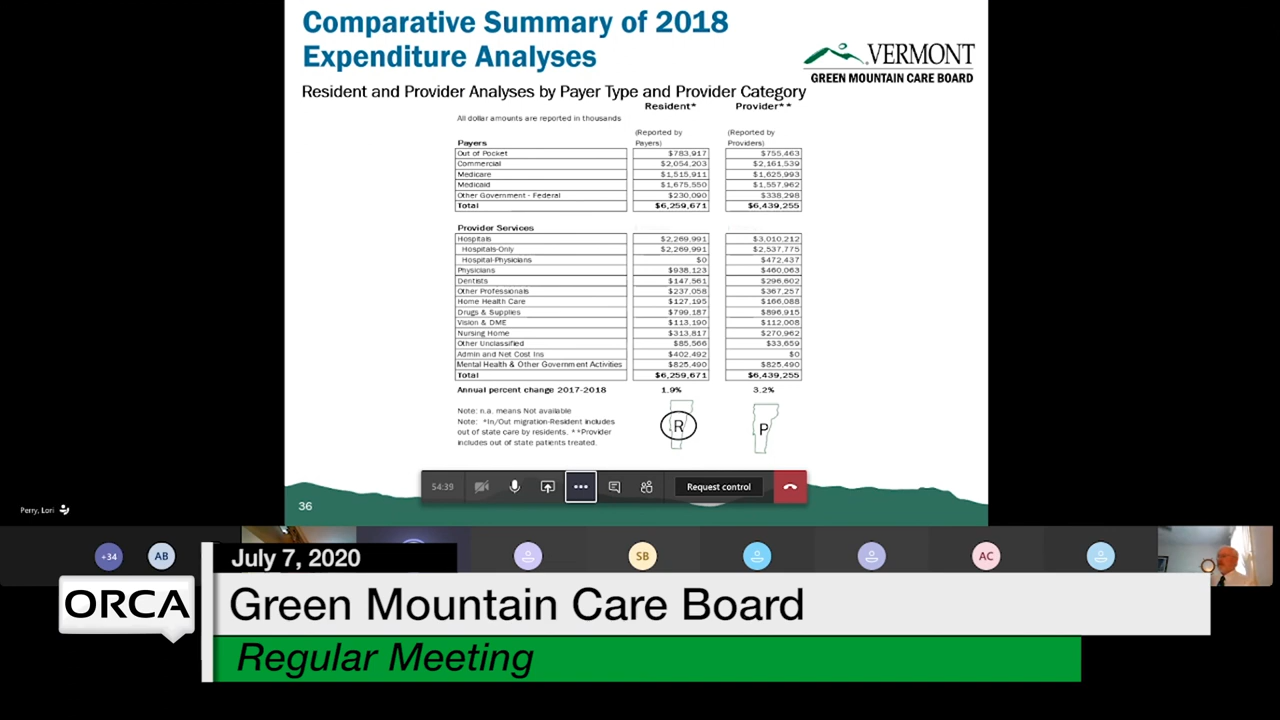 Comparative Summary of 2018
Expenditure Analyses
VERMONT
GREEN MOUNTAIN CARE BOARD
Resident and Provider Analyses by Payer Type and Provider Category
Resident* Provider**
All dollar amounts are reported in thousands
(Reported by (Reported by
Payers Payers) Providers)
Out of Pocket $783,917 $755,463
Commercial $2,054,203 $2,161,539
Medicare $1,515,911 $1,625,993
Medicaid $1,675,550 $1,557,962
Other Government - Federal $230,090 $338,298
Total $6,259,671 $6,439,255
Provider Services
Hospitals $2,269,991 $3,010,212
Hospitals-Only $2,269,991 $2,537,775
Hospital-Physicians $0 $472,437
Physicians $938,123 $460,063
Dentists $147,561 $296,602
Other Professionals $237,058 $367,257
Home Health Care $127,195 $166,088
Drugs & Supplies $799,187 $896,915
Vision & DME $113,190 $112,008
Nursing Home $313,817 $270,962
Other Unclassified $85,566 $33,659
Admin and Net Cost Ins $402,492 $0
Mental Health & Other Government Activities $825,490 $825,490
Total $6,259,671 $6,439,255
Annual percent change 2017-2018 1.9% 3.2%
Note: n.a. means Not available
Note: *In/Out migration-Resident includes
out of state care by residents. **Provider
includes out of state patients treated.
R P
54:39 Request control
36
Perry, Lori
+34 AB SB AC
July 7, 2020
ORCA
Green Mountain Care Board
Regular Meeting